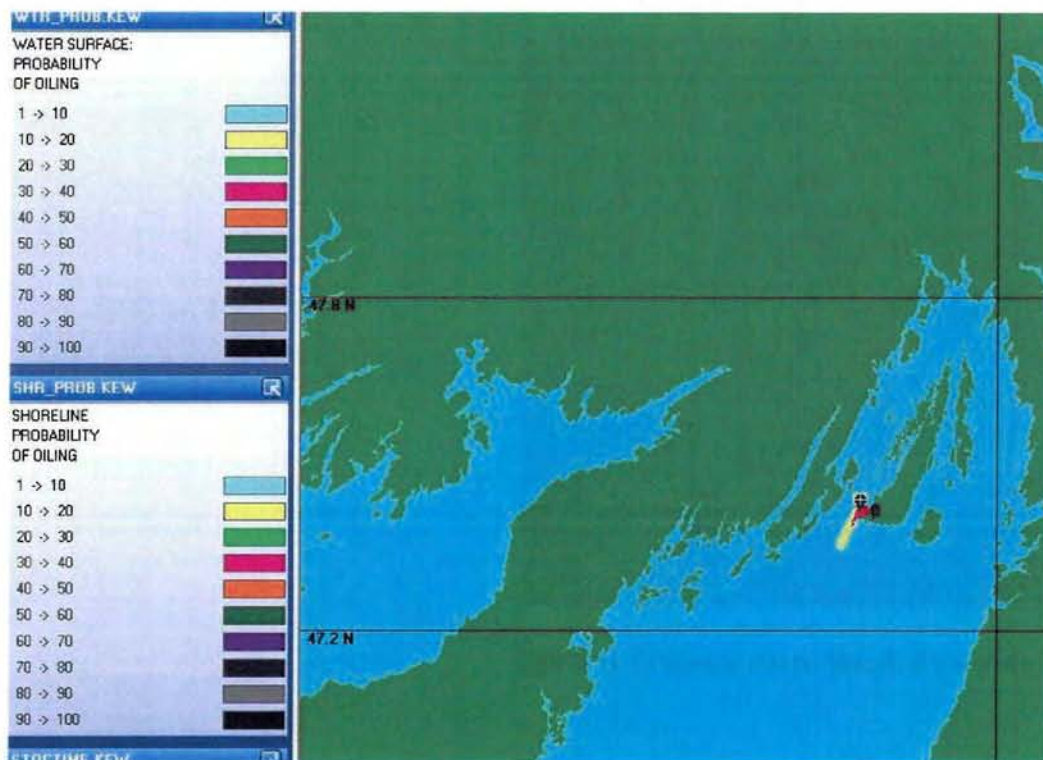 WTR_PROB.KEW
WATER SURFACE:
PROBABILITY
OF OILING
1 -> 10
10 -> 20
20 -> 30
30 -> 40
40 -> 50
50 -> 60
60 -> 70
70 -> 80
80 -> 90
90 -> 100
SHR_PROB.KEW
SHORELINE
PROBABILITY
OF OILING
1 -> 10
10 -> 20
20 -> 30
30 -> 40
40 -> 50
50 -> 60
60 -> 70
70 -> 80
80 -> 90
90 -> 100
47.8 N
47.2 N